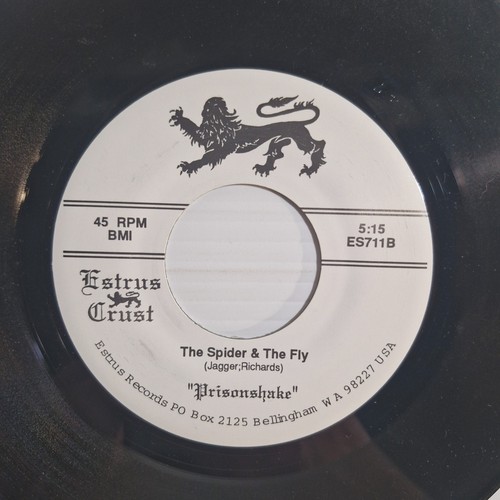 45 RPM
BMI
5:15
ES711B
Estrus
Crust
The Spider & The Fly
(Jagger;Richards)
"Prisonshake"
Estrus Records PO Box 2125 Bellingham WA 98227 USA